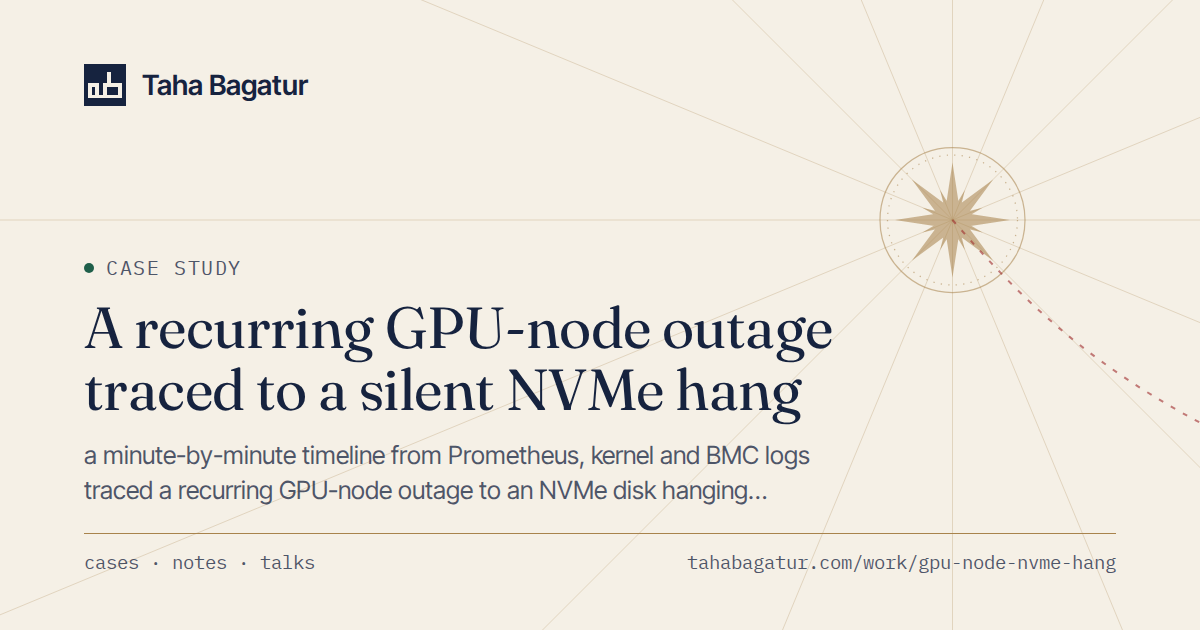 Taha Bagatur
CASE STUDY
A recurring GPU-node outage
traced to a silent NVMe hang
a minute-by-minute timeline from Prometheus, kernel and BMC logs
traced a recurring GPU-node outage to an NVMe disk hanging…
cases · notes · talks
tahabagatur.com/work/gpu-node-nvme-hang